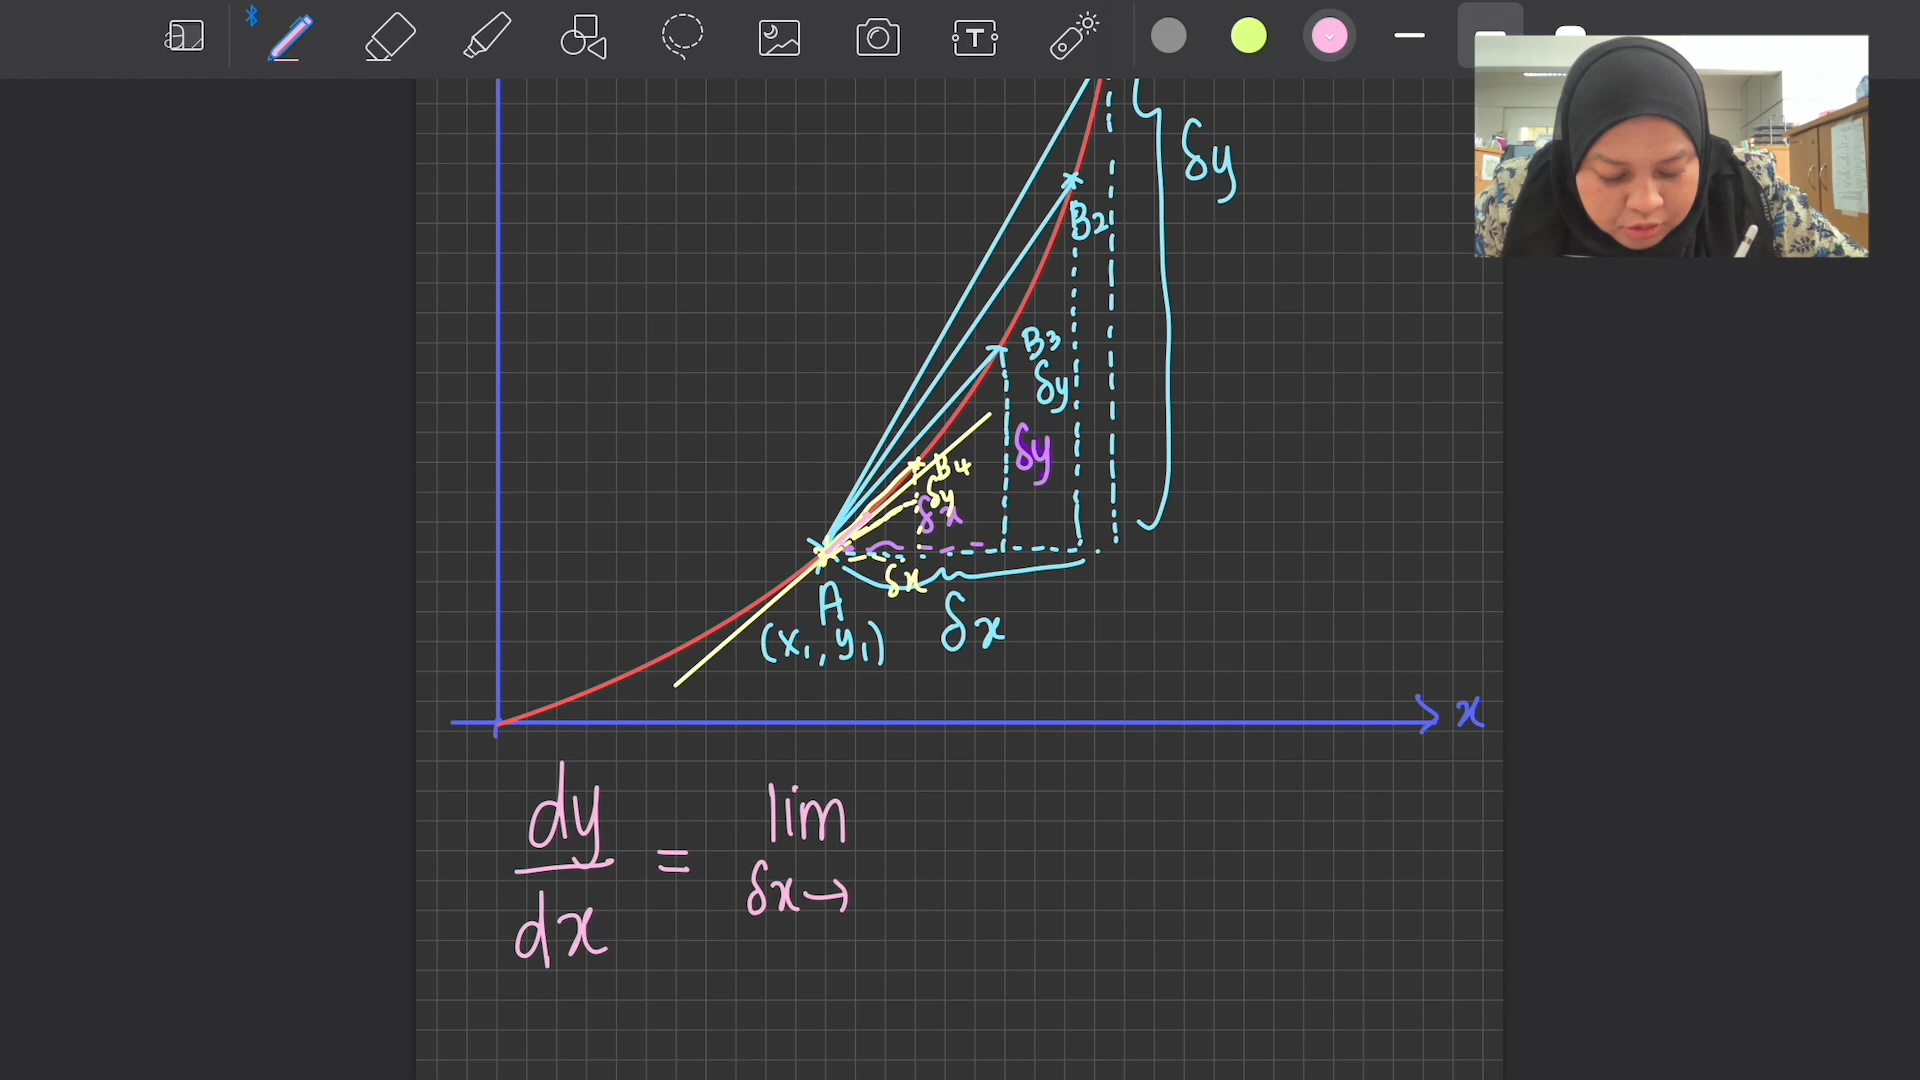 T
δy
B2
B3
δy
δy
B4
δy
δx
δx
A
δx
(x₁, y₁)
x
dy/dx = lim
δx→